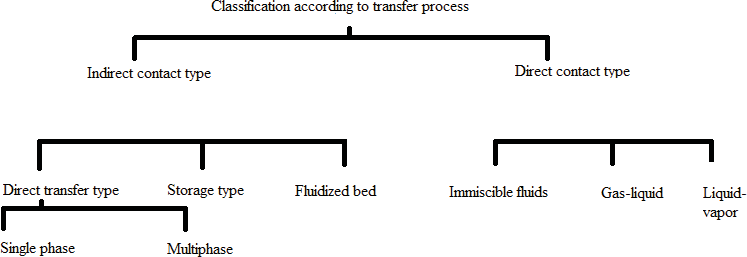 Classification according to transfer process
Indirect contact type
Direct contact type
Direct transfer type
Storage type
Fluidized bed
Immiscible fluids
Gas-liquid
Liquid-
vapor
Single phase
Multiphase